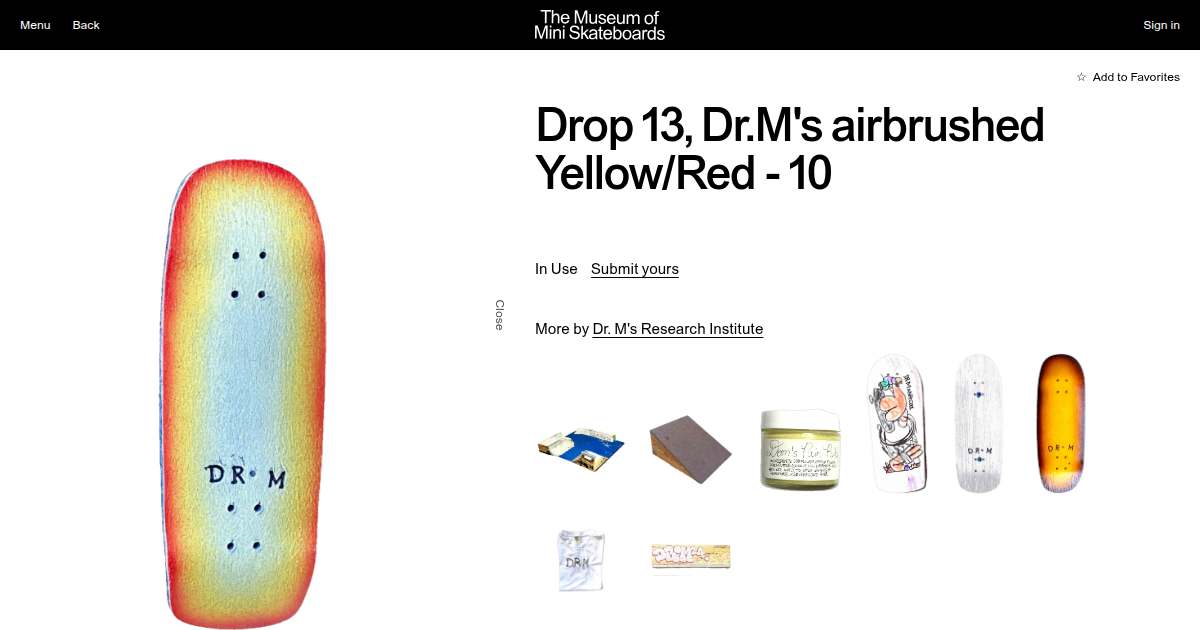 Menu
Back
The Museum of
Mini Skateboards
Sign in
☆ Add to Favorites
Drop 13, Dr.M's airbrushed
Yellow/Red - 10
In Use Submit yours
Close
More by Dr. M's Research Institute
DR•M
DR•M
DR•M
DRM